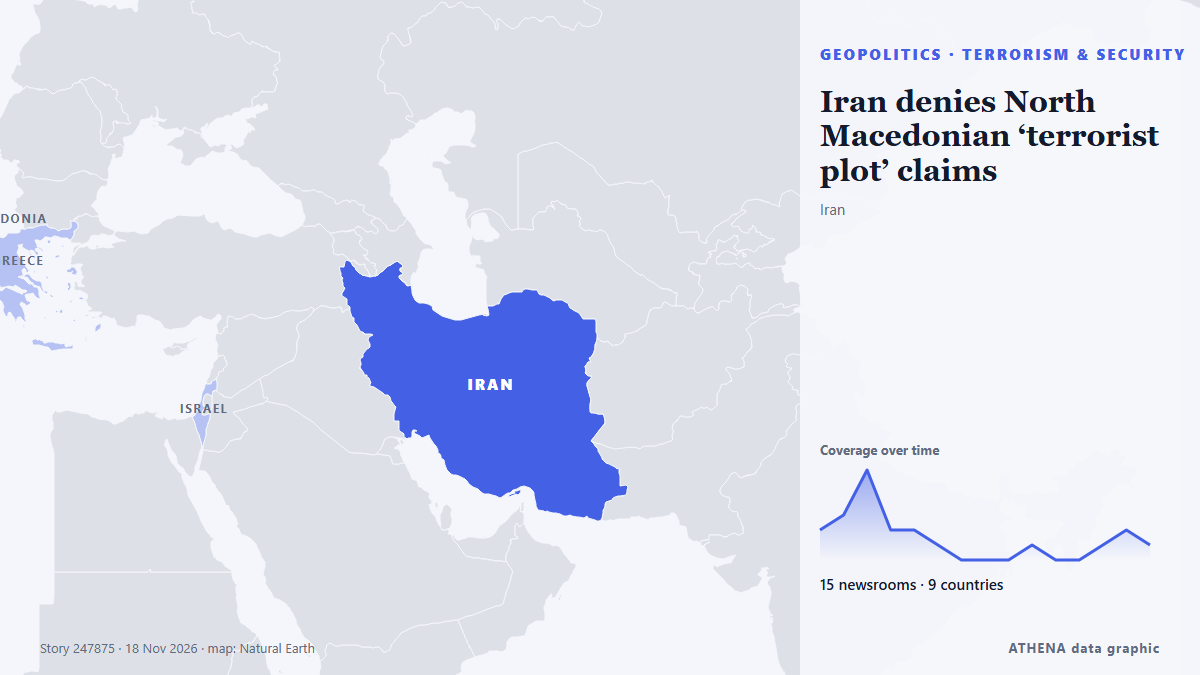 GEOPOLITICS · TERRORISM & SECURITY
Iran denies North
Macedonian ‘terrorist
plot’ claims
Iran
DONIA
REECE
ISRAEL
IRAN
Coverage over time
15 newsrooms · 9 countries
Story 247875 · 18 Nov 2026 · map: Natural Earth
ATHENA data graphic